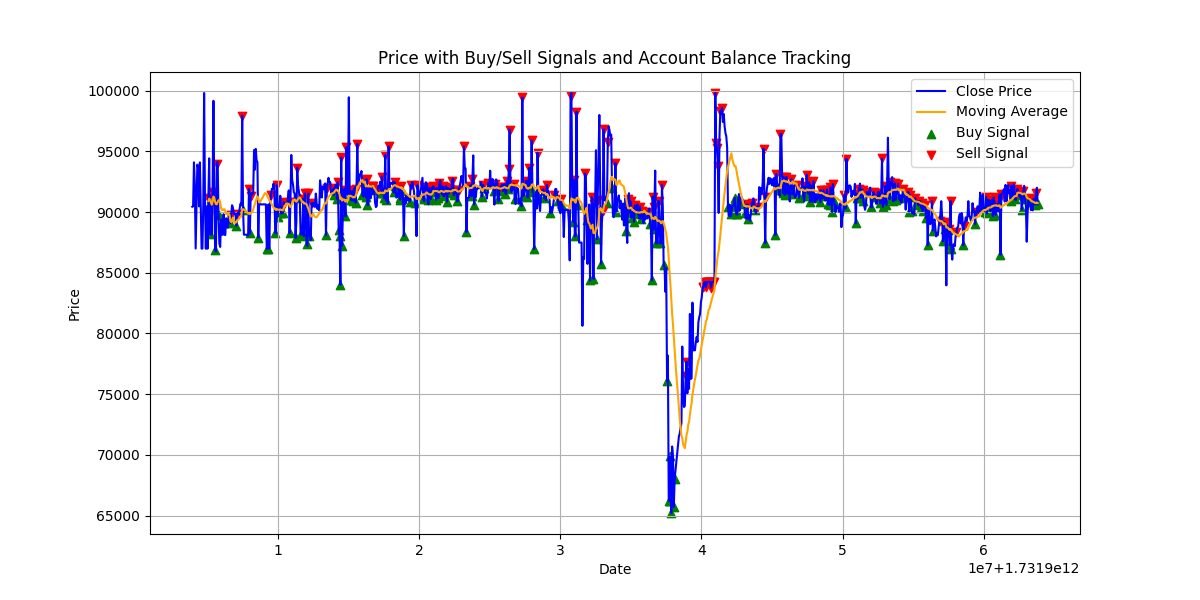 Price with Buy/Sell Signals and Account Balance Tracking
100000
95000
90000
85000
80000
75000
70000
65000
Price
Close Price
Moving Average
Buy Signal
Sell Signal
1 2 3 4 5 6
Date
1e7+1.7319e12